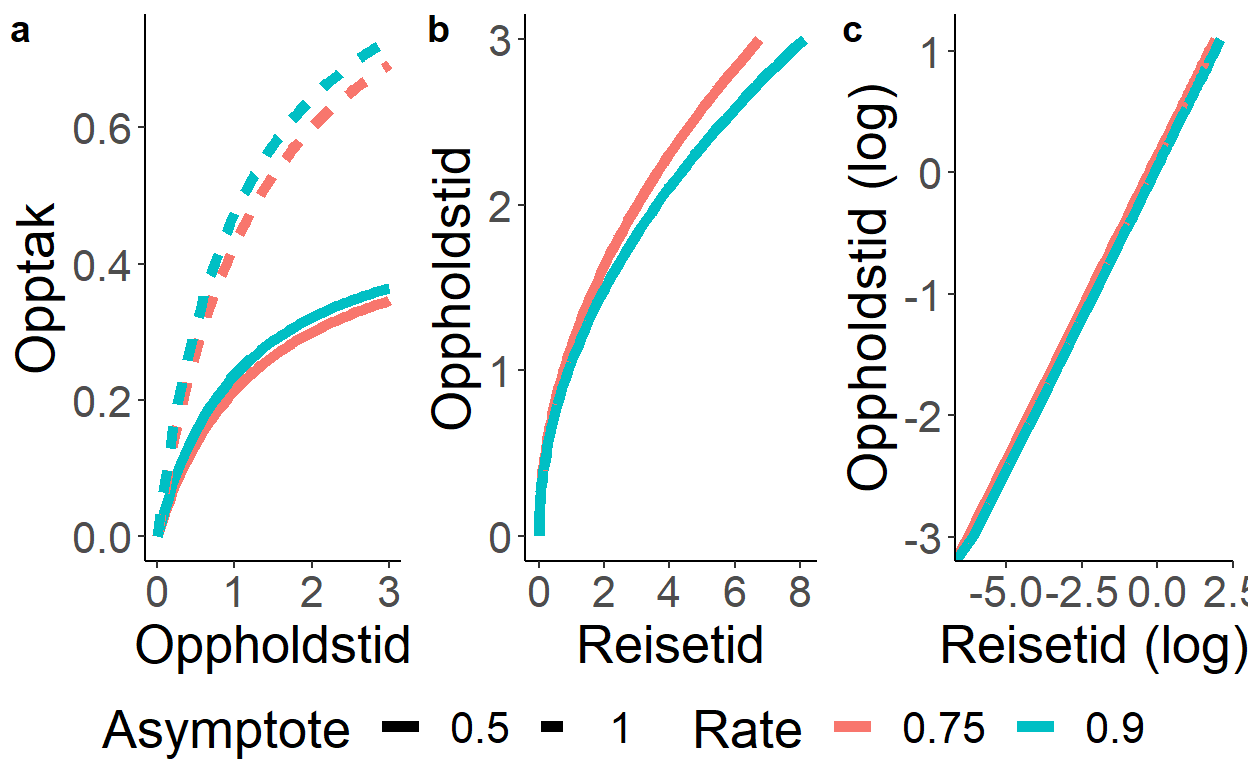 a
Opptak
0.6
0.4
0.2
0.0
0 1 2 3
Oppholdstid
b
Oppholdstid
3
2
1
0
0 2 4 6 8
Reisetid
c
Oppholdstid (log)
1
0
-1
-2
-3
-5.0 -2.5 0.0 2.5
Reisetid (log)
Asymptote 0.5 1 Rate 0.75 0.9